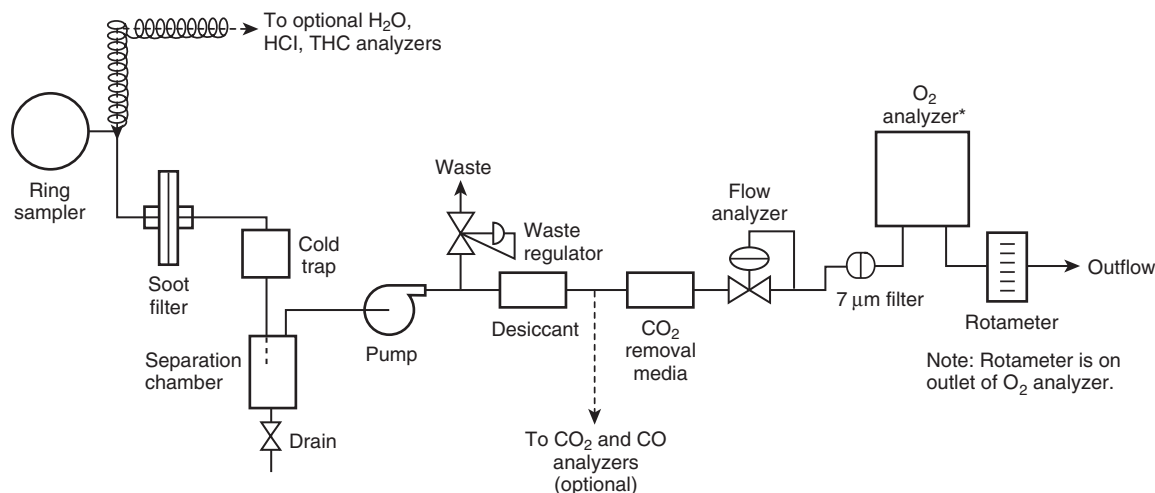 To optional H₂O,
HCl, THC analyzers
Ring
sampler
Soot
filter
Cold
trap
Separation
chamber
Drain
Pump
Waste
Waste
regulator
Desiccant
To CO₂ and CO
analyzers
(optional)
CO₂
removal
media
Flow
analyzer
7 μm filter
O₂
analyzer*
Rotameter
Outflow
Note: Rotameter is on
outlet of O₂ analyzer.